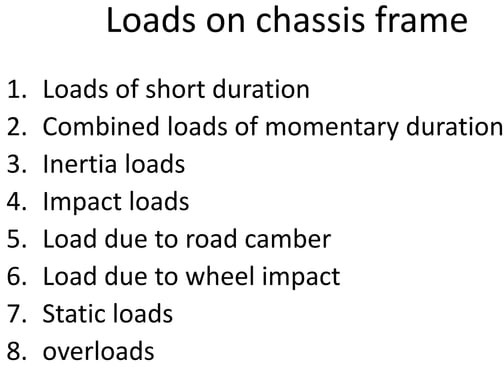 Loads on chassis frame
1. Loads of short duration
2. Combined loads of momentary duration
3. Inertia loads
4. Impact loads
5. Load due to road camber
6. Load due to wheel impact
7. Static loads
8. overloads